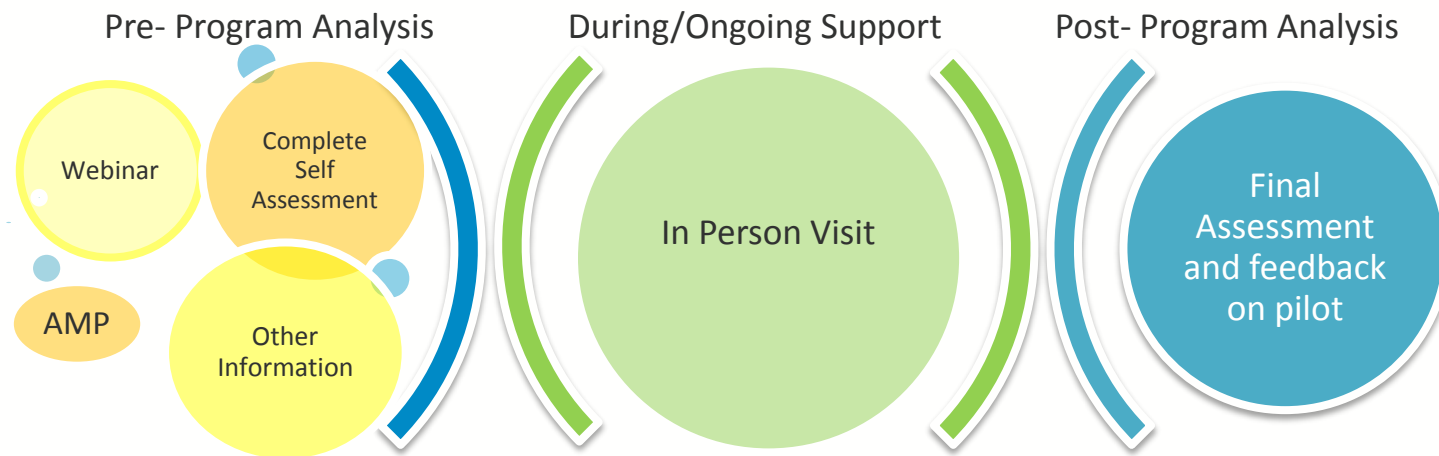 Pre- Program Analysis
During/Ongoing Support
Post- Program Analysis
Webinar
Complete
Self
Assessment
AMP
Other
Information
In Person Visit
Final
Assessment
and feedback
on pilot